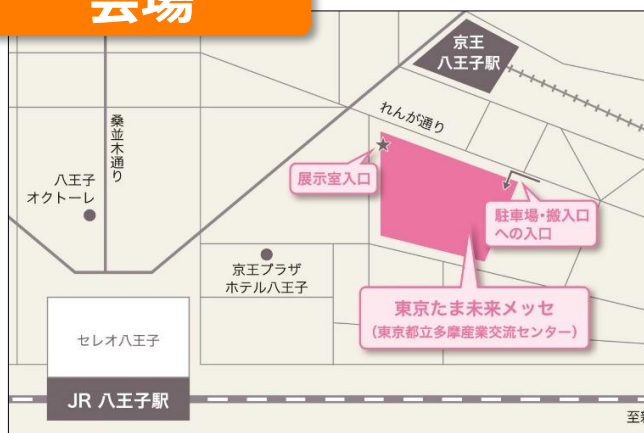 会場
京王
八王子駅
れんが通り
桑並木通り
展示室入口
八王子
オクトーレ
駐車場・搬入口
への入口
京王プラザ
ホテル八王子
東京たま未来メッセ
(東京都立多摩産業交流センター)
セレオ八王子
JR 八王子駅